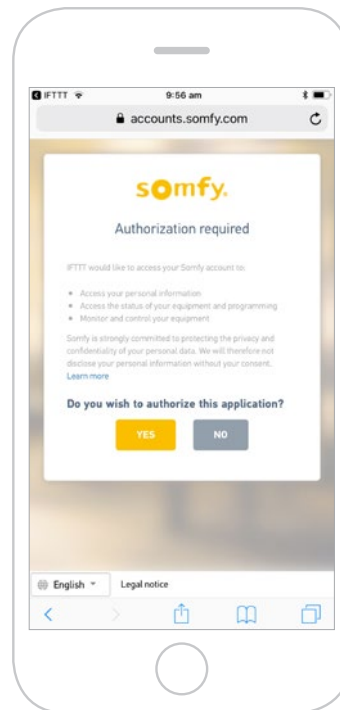 IFTTT 9:56 am
accounts.somfy.com
somfy.
Authorization required
IFTTT would like to access your Somfy account to:
Access your personal information
Access the status of your equipment and programming
Monitor and control your equipment
Somfy is strongly committed to protecting the privacy and
confidentiality of your personal data. We will therefore not
disclose your personal information without your consent.
Learn more
Do you wish to authorize this application?
YES NO
English Legal notice